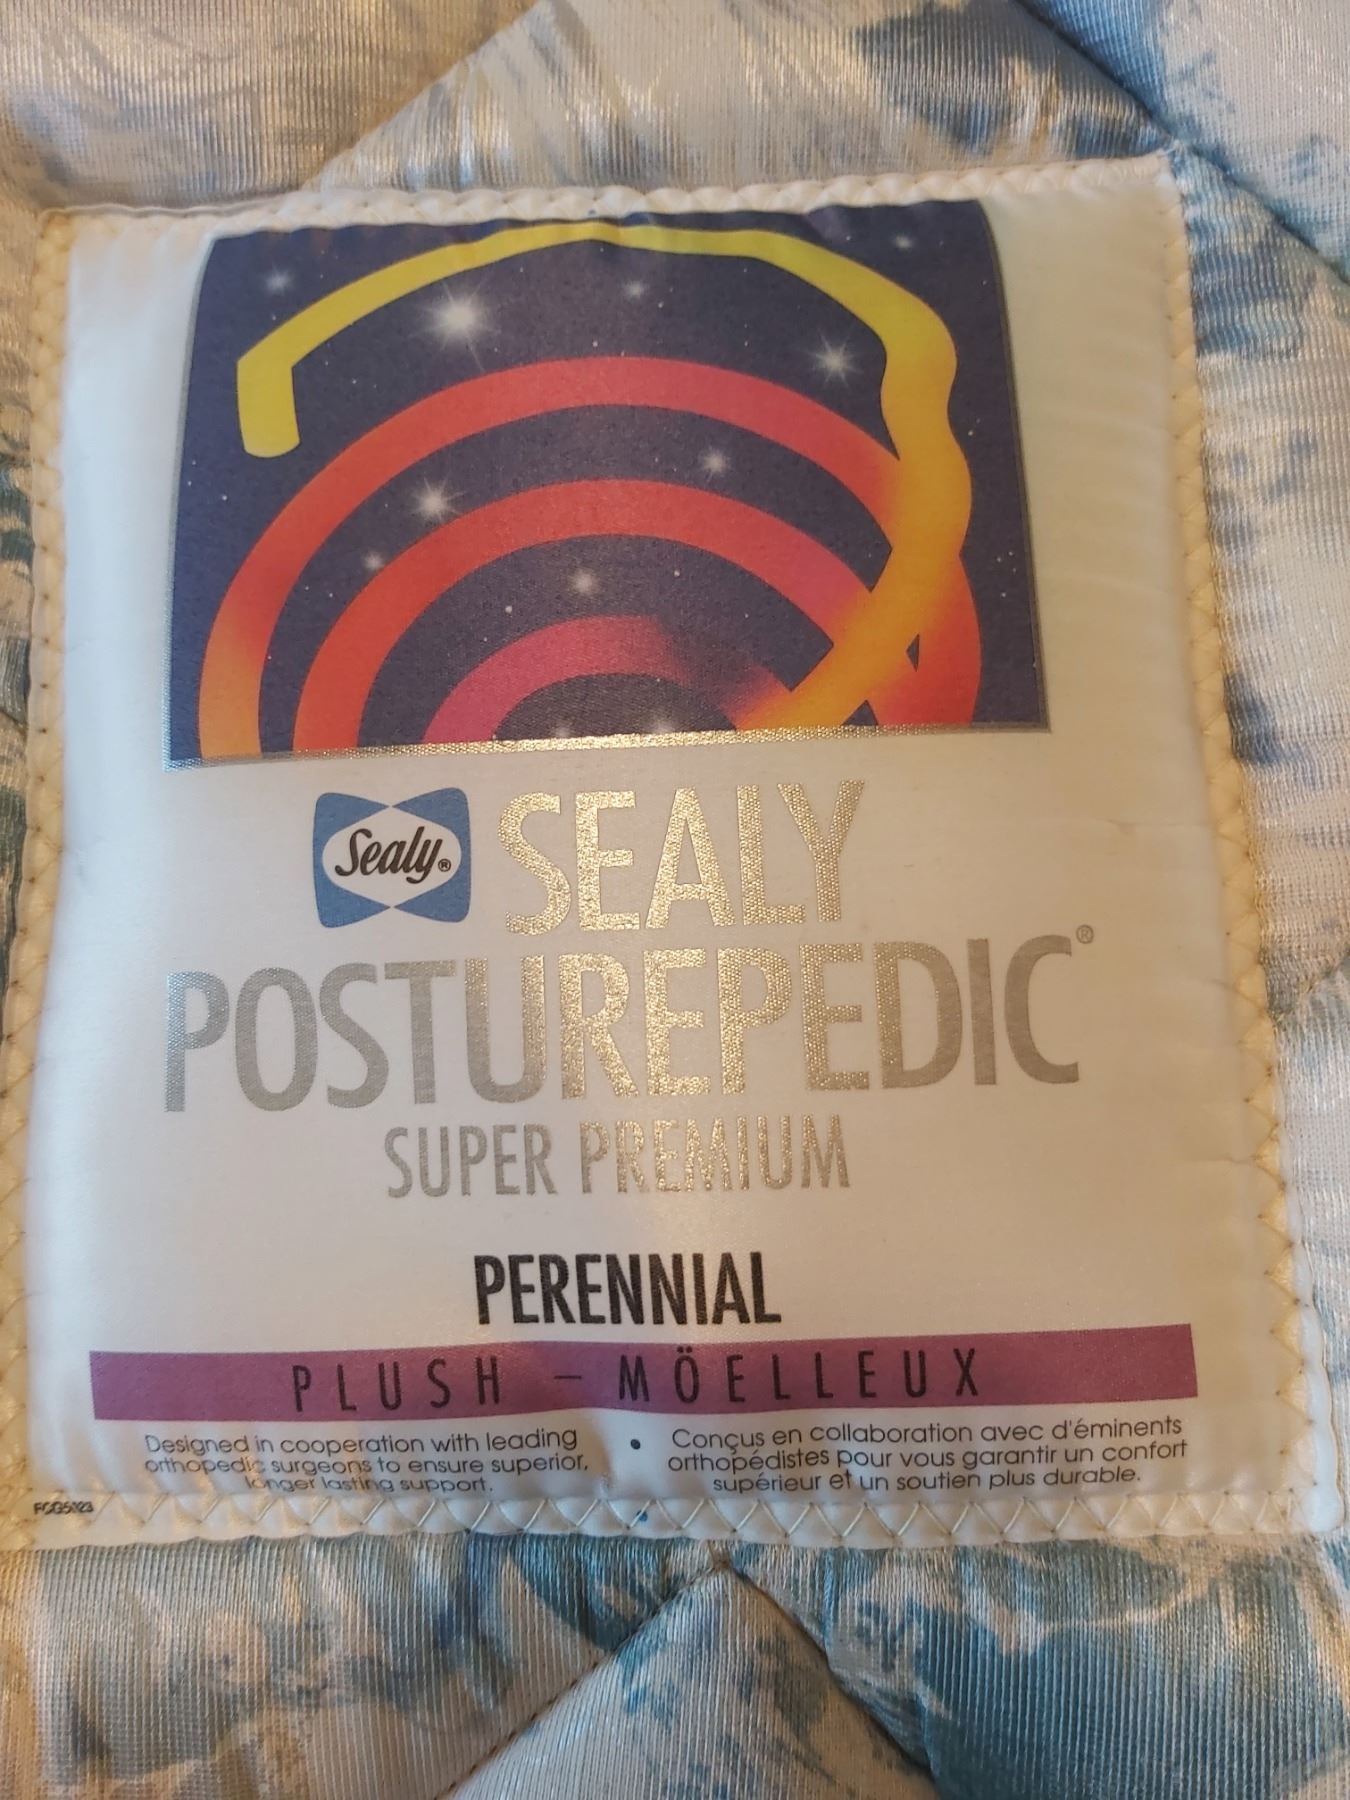 Sealy®
SEALY
POSTUREPEDIC®
SUPER PREMIUM
PERENNIAL
PLUSH – MÖELLEUX
Designed in cooperation with leading
orthopedic surgeons to ensure superior,
longer lasting support.
•
Conçus en collaboration avec d'éminents
orthopédistes pour vous garantir un confort
supérieur et un soutien plus durable.